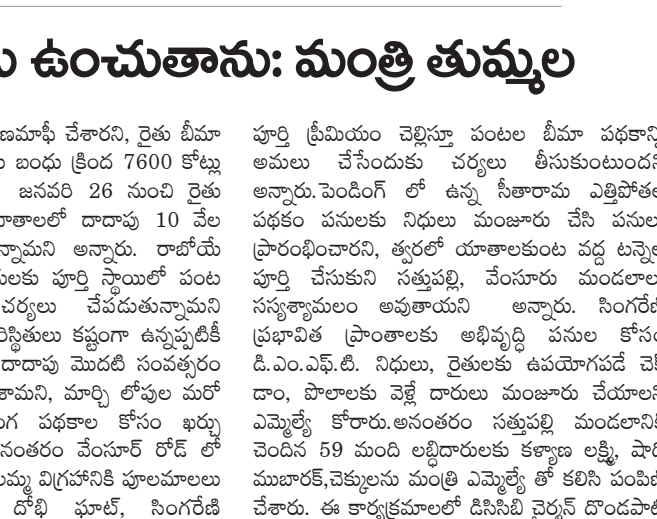 ఉంచుతాను: మంత్రి తుమ్మల
ణమాఫీ చేశారని, రైతు బీమా
బంధు క్రింద 7600 కోట్లు
జనవరి 26 నుంచి రైతు
ాతాలలో దాదాపు 10 వేల
న్నామని అన్నారు. రాబోయే
ులకు పూర్తి స్థాయిలో పంట
చర్యలు చేపడుతున్నామని
రిస్థితులు కష్టంగా ఉన్నప్పటికీ
దాదాపు మొదటి సంవత్సరం
శామని, మార్చి లోపుల మరో
ంగ పథకాల కోసం ఖర్చు
నంతరం వేంసూర్ రోడ్ లో
లమ్మ విగ్రహానికి పూలమాలలు
దోభి ఘాట్, సింగరేణి
పూర్తి ప్రీమియం చెల్లిస్తూ పంటల బీమా పథకాన్ని
అమలు చేసేందుకు చర్యలు తీసుకుంటుందని
అన్నారు.పెండింగ్ లో ఉన్న సీతారామ ఎత్తిపోతల
పథకం పనులకు నిధులు మంజూరు చేసి పనుల
ప్రారంభించారని, త్వరలో యాతాలకుంట వద్ద టన్నెల
పూర్తి చేసుకుని సత్తుపల్లి, వేంసూరు మండలాల
సస్యశ్యామలం అవుతాయని అన్నారు. సింగరేణి
ప్రభావిత ప్రాంతాలకు అభివృద్ధి పనుల కోసం
డి.ఎం.ఎఫ్.టి. నిధులు, రైతులకు ఉపయోగపడే చెక్
డాం, పొలాలకు వెళ్లే దారులు మంజూరు చేయాలని
ఎమ్మెల్యే కోరారు.అనంతరం సత్తుపల్లి మండలానికి
చెందిన 59 మంది లబ్ధిదారులకు కళ్యాణ లక్ష్మి, షాది
ముబారక్,చెక్కులను మంత్రి ఎమ్మెల్యే తో కలిసి పంపిణీ
చేశారు. ఈ కార్యక్రమాలలో డిసిసిబి చైర్మన్ దొండపాటి